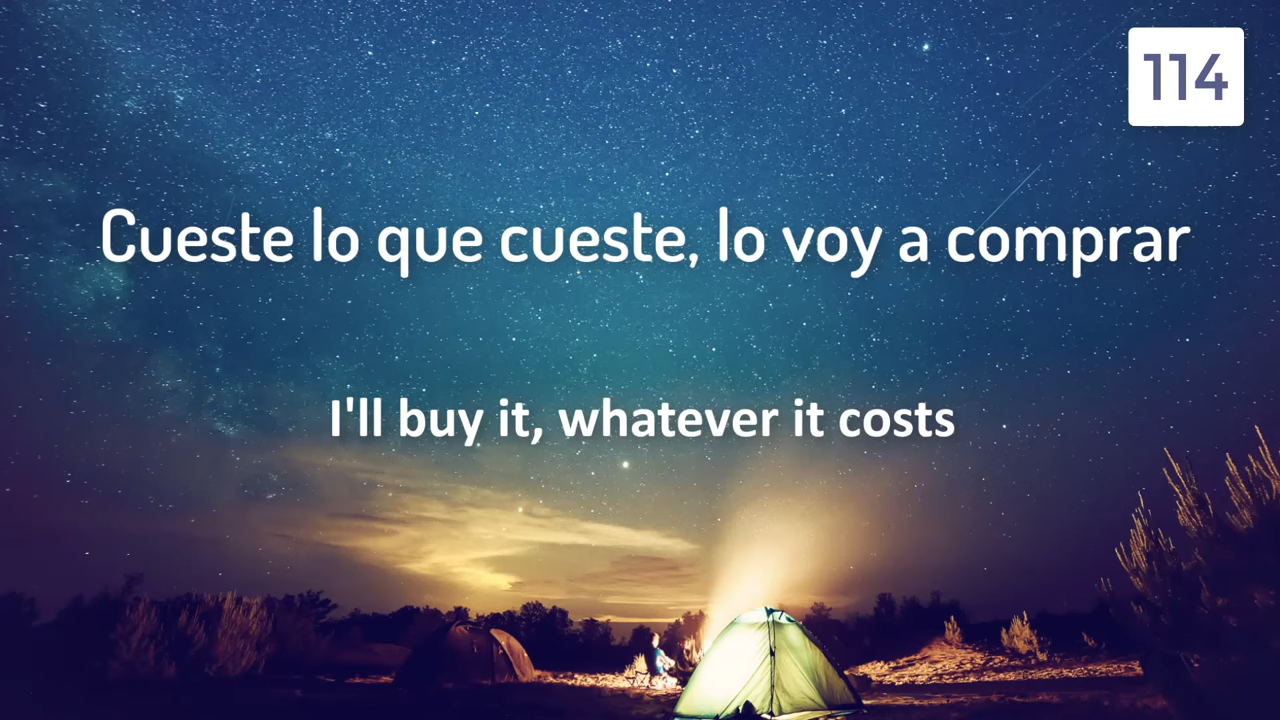 114
Cueste lo que cueste, lo voy a comprar
I'll buy it, whatever it costs